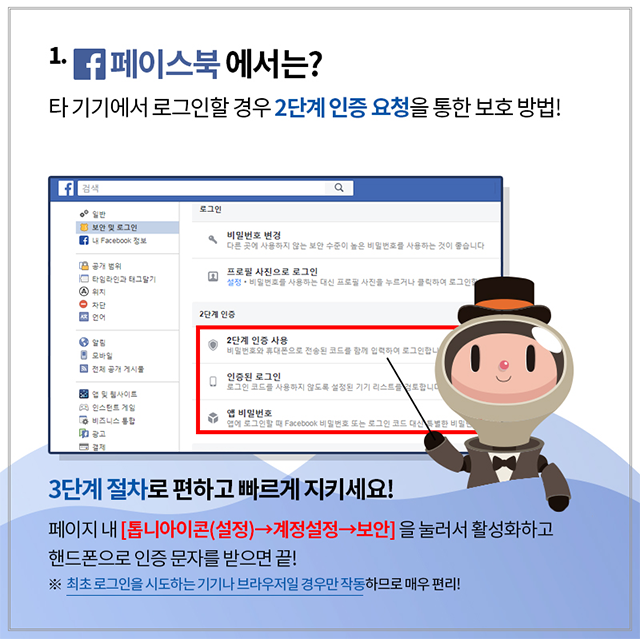 1. f 페이스북 에서는?
타 기기에서 로그인할 경우 2단계 인증 요청을 통한 보호 방법!
f 검색
일반
보안 및 로그인
내 Facebook 정보
공개 범위
타임라인과 태그달기
위치
차단
언어
알림
모바일
전체 공개 게시물
앱 및 웹사이트
인스턴트 게임
비즈니스 통합
광고
결제
로그인
비밀번호 변경
다른 곳에 사용하지 않는 보안 수준이 높은 비밀번호를 사용하는 것이 좋습니다
프로필 사진으로 로그인
설정 • 비밀번호를 사용하는 대신 프로필 사진을 누르거나 클릭하여 로그인
2단계 인증
2단계 인증 사용
비밀번호와 휴대폰으로 전송된 코드를 함께 입력하여 로그인합니
인증된 로그인
로그인 코드를 사용하지 않도록 설정된 기기 리스트를 검토합니다
앱 비밀번호
앱에 로그인할 때 Facebook 비밀번호 또는 로그인 코드 대신 특별한 비밀번
3단계 절차로 편하고 빠르게 지키세요!
페이지 내 [톱니아이콘(설정)→계정설정→보안] 을 눌러서 활성화하고
핸드폰으로 인증 문자를 받으면 끝!
※ 최초 로그인을 시도하는 기기나 브라우저일 경우만 작동하므로 매우 편리!